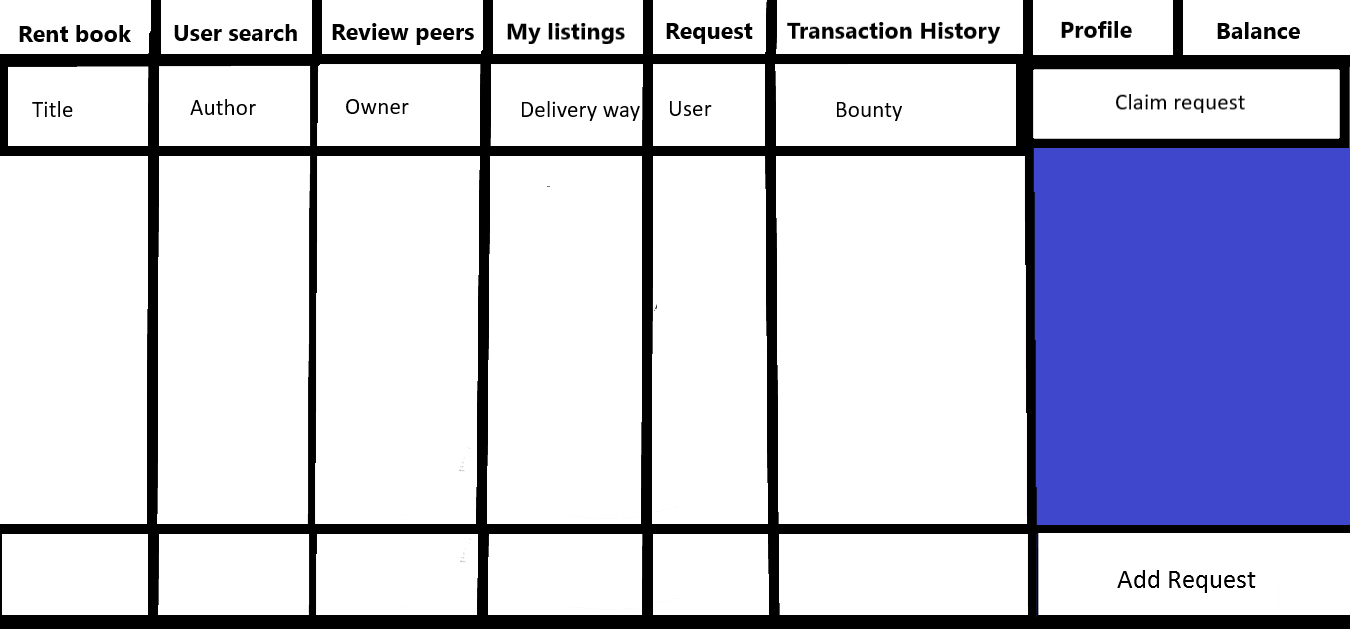 Rent book User search Review peers My listings Request Transaction History Profile Balance
Title Author Owner Delivery way User Bounty Claim request
Add Request